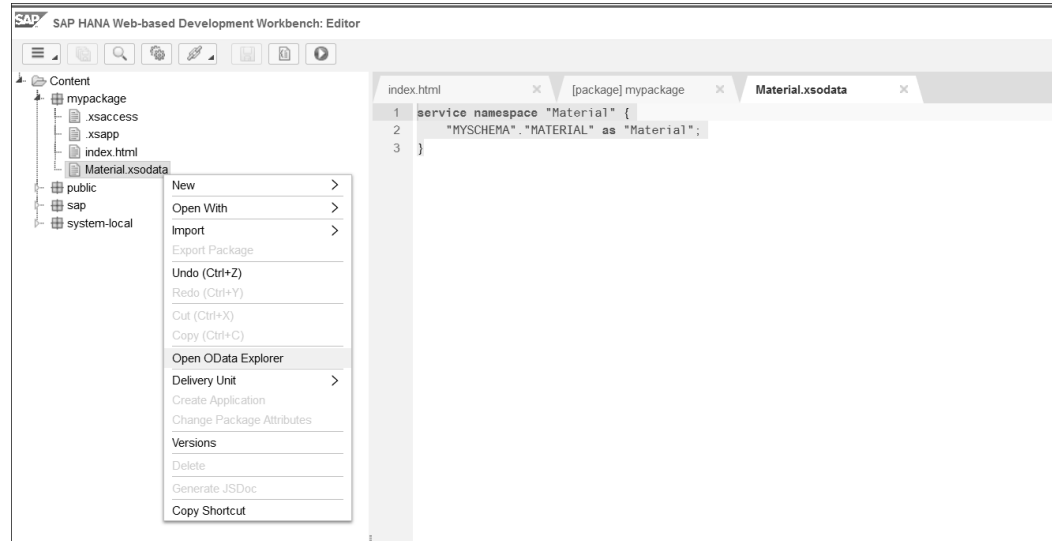 SAP SAP HANA Web-based Development Workbench: Editor
Content
mypackage
.xsaccess
.xsapp
index.html
Material.xsodata
public
sap
system-local
New
Open With
Import
Export Package
Undo (Ctrl+Z)
Redo (Ctrl+Y)
Cut (Ctrl+X)
Copy (Ctrl+C)
Open OData Explorer
Delivery Unit
Create Application
Change Package Attributes
Versions
Delete
Generate JSDoc
Copy Shortcut
index.html × [package] mypackage × Material.xsodata ×
1 service namespace "Material" {
2 "MYSCHEMA"."MATERIAL" as "Material";
3 }